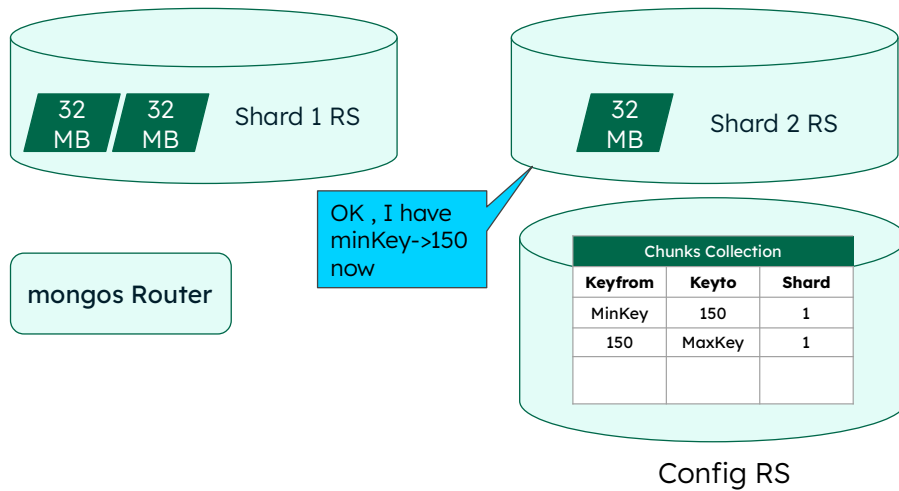 32
MB
32
MB
Shard 1 RS
32
MB
Shard 2 RS
OK , I have
minKey->150
now
mongos Router
Chunks Collection
Keyfrom Keyto Shard
MinKey 150 1
150 MaxKey 1
Config RS